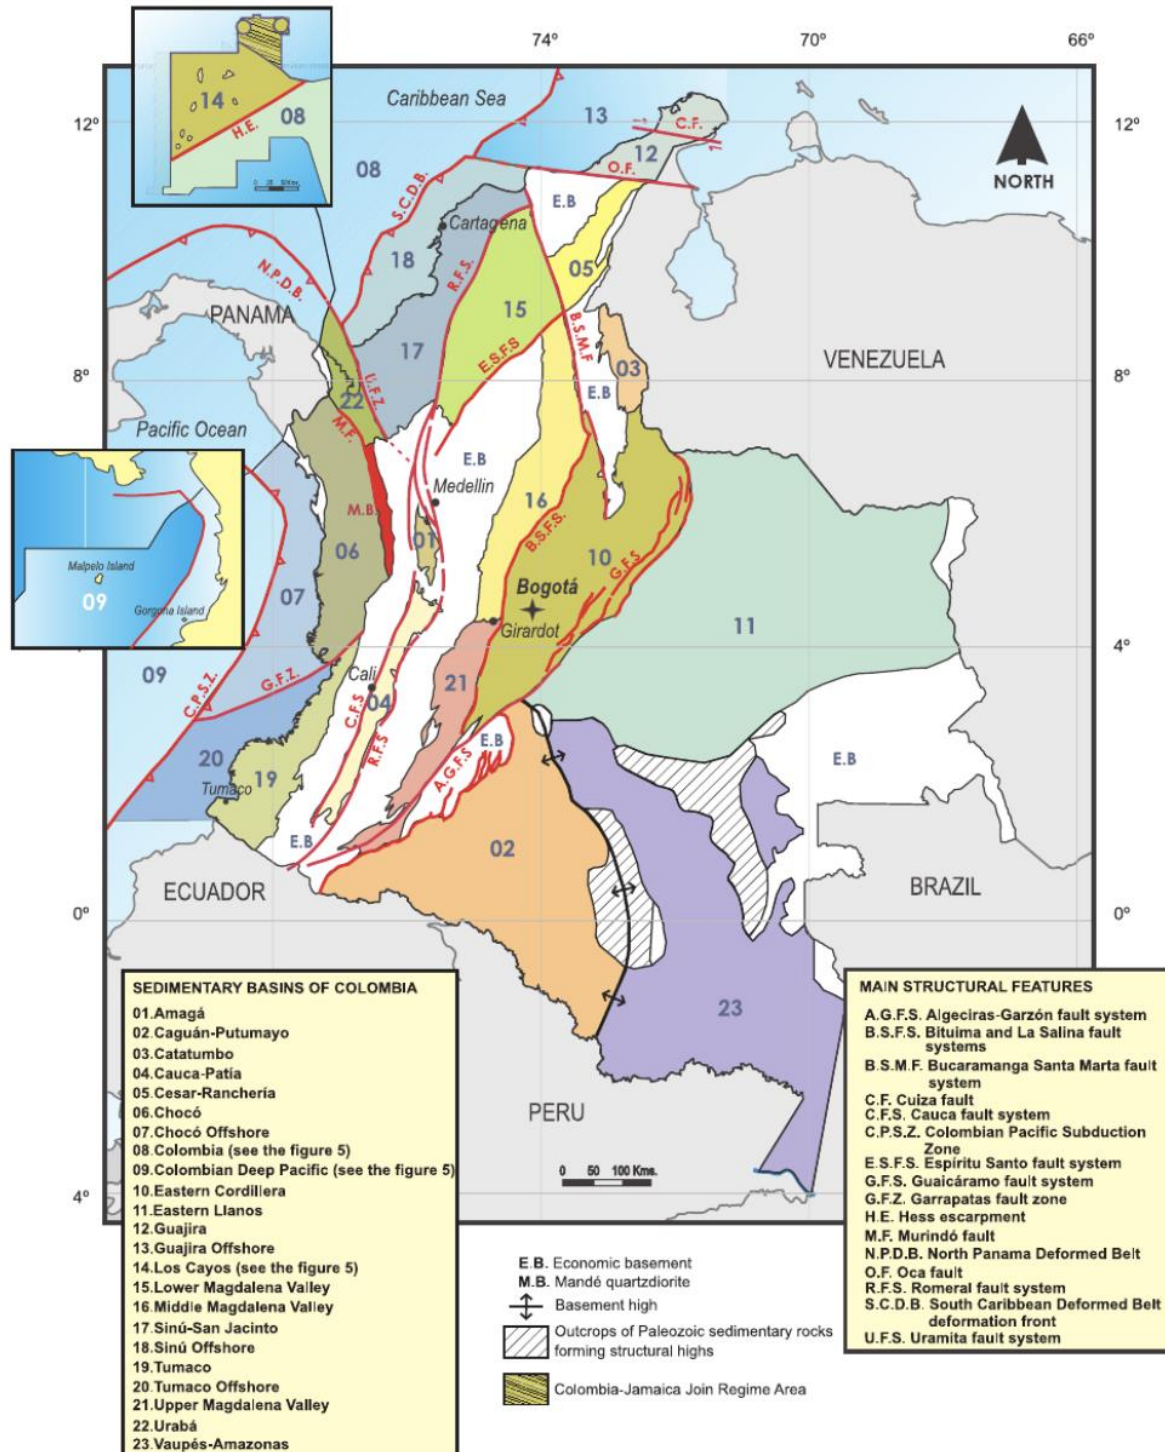 74°
70°
66°
14
08
H.E.
Caribbean Sea
13
C.F.
12°
12°
08
12
O.F.
NORTH
S.C.D.B.
E.B
Cartagena
18
R.F.S.
05
N.P.D.B.
15
PANAMA
B.S.M.F
17
E.S.F.S
VENEZUELA
03
8°
8°
U.F.Z.
E.B
22
M.F.
Pacific Ocean
E.B
Medellin
16
M.B.
01
B.S.F.S.
06
10
G.F.S
Malpelo Island
09
Gorgona Island
07
Bogotá
Girardot
11
4°
09
C.P.S.Z.
G.F.Z.
Cali
21
04
C.F.S
R.F.S
E.B
20
19
A.G.F.S
E.B
Tumaco
E.B
02
ECUADOR
BRAZIL
0°
0°
23
PERU
4°
0 50 100 Kms.
SEDIMENTARY BASINS OF COLOMBIA
01.Amagá
02.Caguán-Putumayo
03.Catatumbo
04.Cauca-Patía
05.Cesar-Ranchería
06.Chocó
07.Chocó Offshore
08.Colombia (see the figure 5)
09.Colombian Deep Pacific (see the figure 5)
10.Eastern Cordillera
11.Eastern Llanos
12.Guajira
13.Guajira Offshore
14.Los Cayos (see the figure 5)
15.Lower Magdalena Valley
16.Middle Magdalena Valley
17.Sinú-San Jacinto
18.Sinú Offshore
19.Tumaco
20.Tumaco Offshore
21.Upper Magdalena Valley
22.Urabá
23.Vaupés-Amazonas
E.B. Economic basement
M.B. Mandé quartzdiorite
Basement high
Outcrops of Paleozoic sedimentary rocks
forming structural highs
Colombia-Jamaica Join Regime Area
MAIN STRUCTURAL FEATURES
A.G.F.S. Algeciras-Garzón fault system
B.S.F.S. Bituima and La Salina fault
systems
B.S.M.F. Bucaramanga Santa Marta fault
system
C.F. Cuiza fault
C.F.S. Cauca fault system
C.P.S.Z. Colombian Pacific Subduction
Zone
E.S.F.S. Espíritu Santo fault system
G.F.S. Guaicáramo fault system
G.F.Z. Garrapatas fault zone
H.E. Hess escarpment
M.F. Murindó fault
N.P.D.B. North Panama Deformed Belt
O.F. Oca fault
R.F.S. Romeral fault system
S.C.D.B. South Caribbean Deformed Belt
deformation front
U.F.S. Uramita fault system